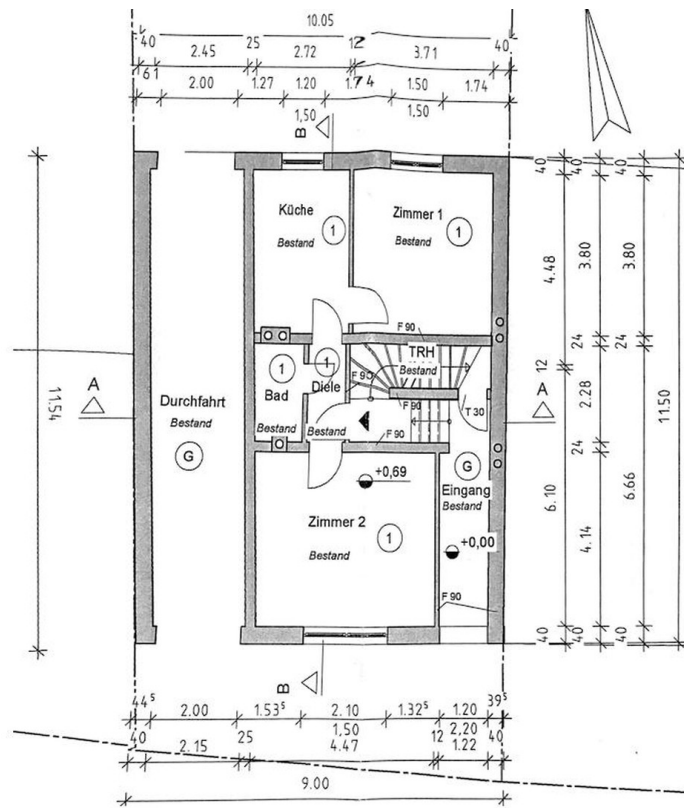 10.05
40 2.45 25 2.72 12 3.71 40
61 2.00 1.27 1.20 1.74 1.50 1.74
1,50 1.50
B
Küche
Bestand
1
Zimmer 1
Bestand
1
40 40 40
4.48 3.80 3.80
11.54
F 90
TRH
Bestand
24 24
12
A
Durchfahrt
Bestand
G
1
Bad
Bestand
1
Diele
Bestand
F 90
F 90
T 30
A
2.28
11.50
F 90
24
+0,69
G
Eingang
Bestand
Zimmer 2
Bestand
1
+0,00
6.10 4.14 6.66
F 90
40 40 40
B
44⁵ 2.00 1.53⁵ 2.10 1.32⁵ 1.20 39⁵
1,50 2,20
40 2.15 25 4.47 12 1.22 40
9.00